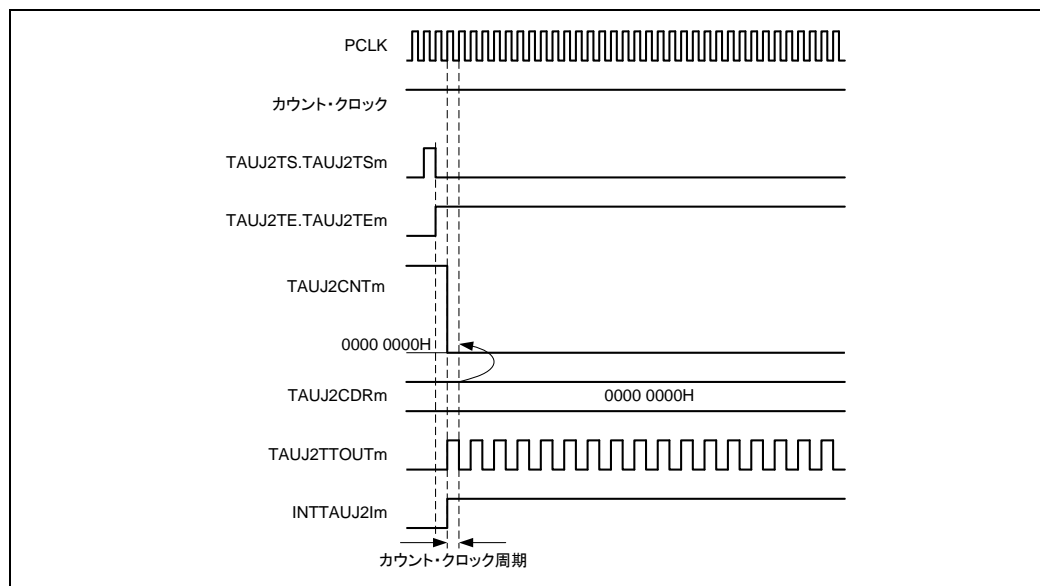 PCLK
カウント・クロック
TAUJ2TS.TAUJ2TSm
TAUJ2TE.TAUJ2TEm
TAUJ2CNTm
0000 0000H
TAUJ2CDRm
0000 0000H
TAUJ2TTOUTm
INTTAUJ2Im
カウント・クロック周期